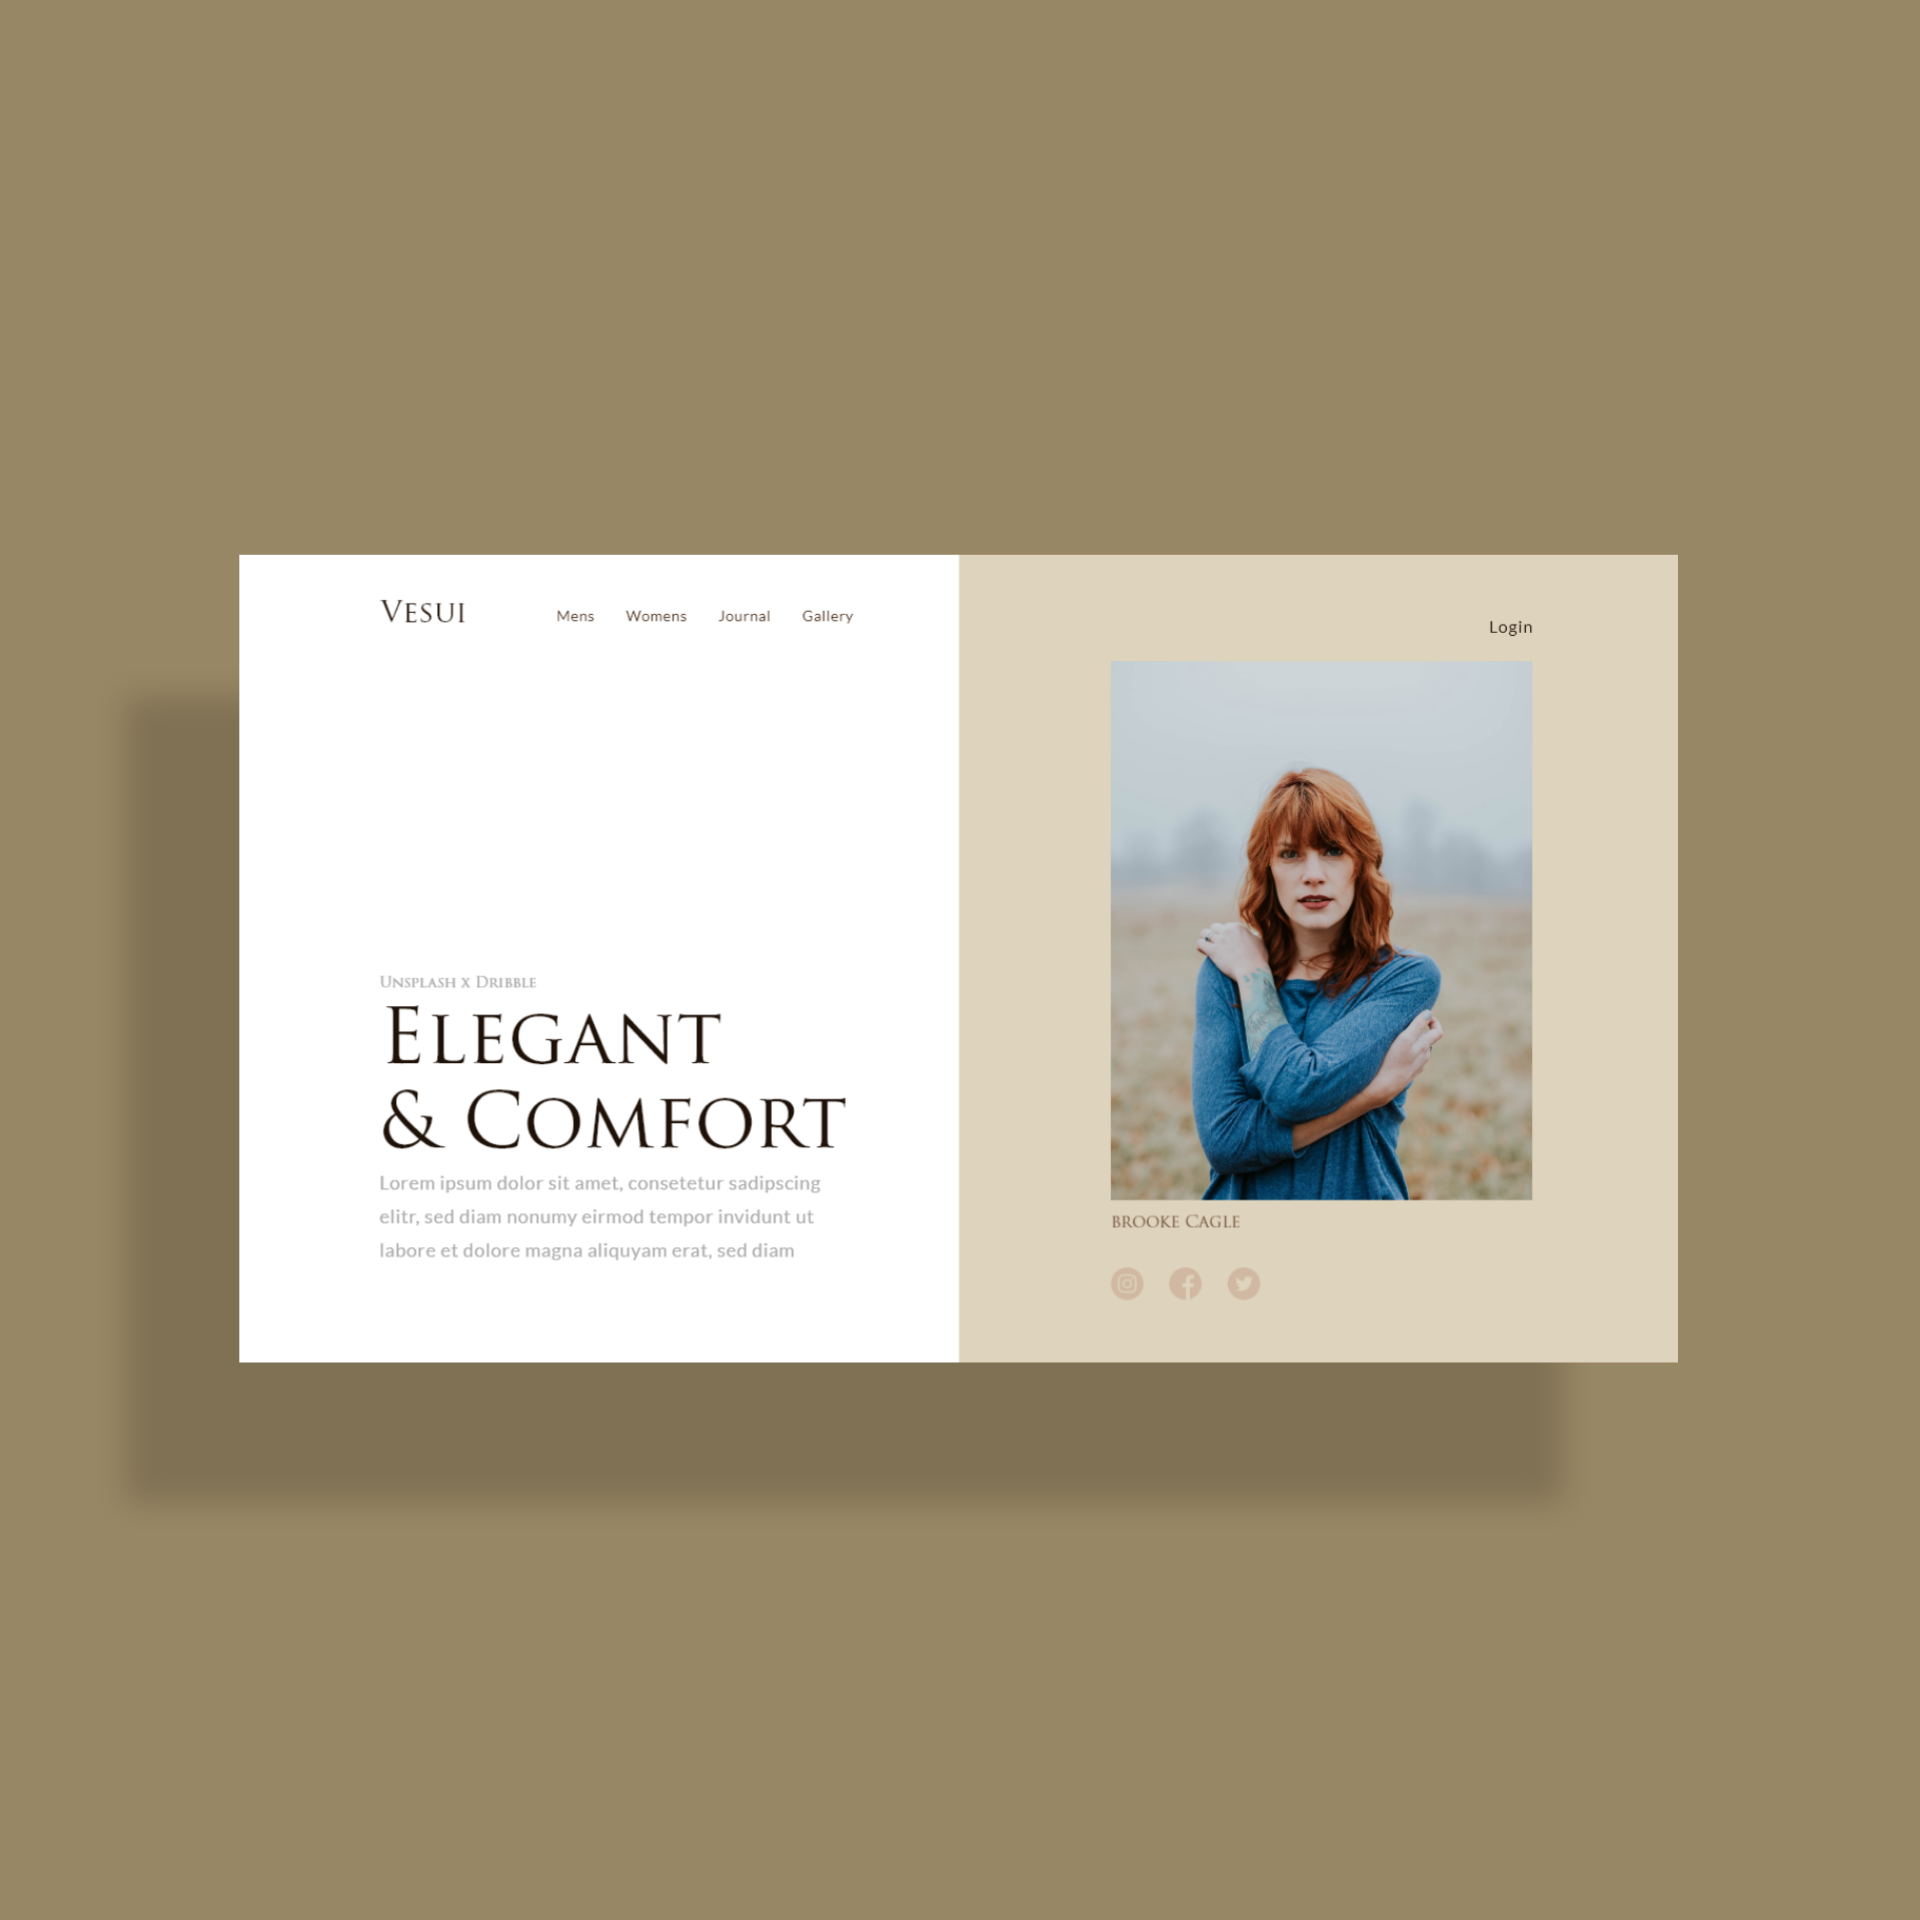 Vesui
Mens Womens Journal Gallery
Login
Unsplash x Dribble
Elegant
& Comfort
Lorem ipsum dolor sit amet, consetetur sadipscing
elitr, sed diam nonumy eirmod tempor invidunt ut
labore et dolore magna aliquyam erat, sed diam
brooke Cagle